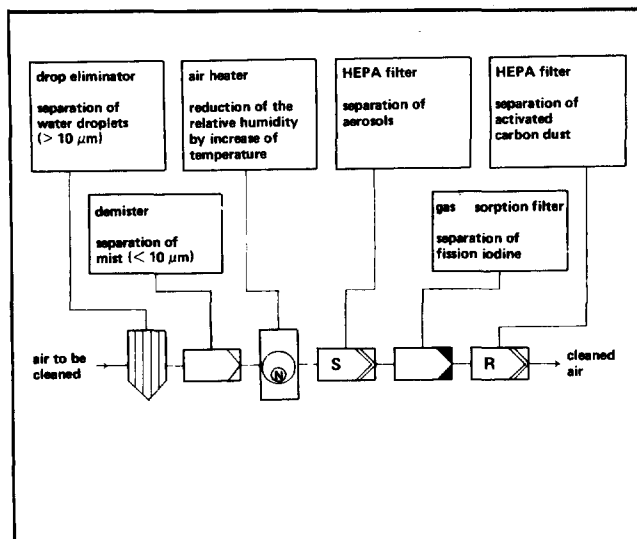 drop eliminator
separation of
water droplets
(> 10 μm)
air heater
reduction of the
relative humidity
by increase of
temperature
HEPA filter
separation of
aerosols
HEPA filter
separation of
activated
carbon dust
demister
separation of
mist (< 10 μm)
gas sorption filter
separation of
fission iodine
air to be
cleaned
N
S
R
cleaned
air